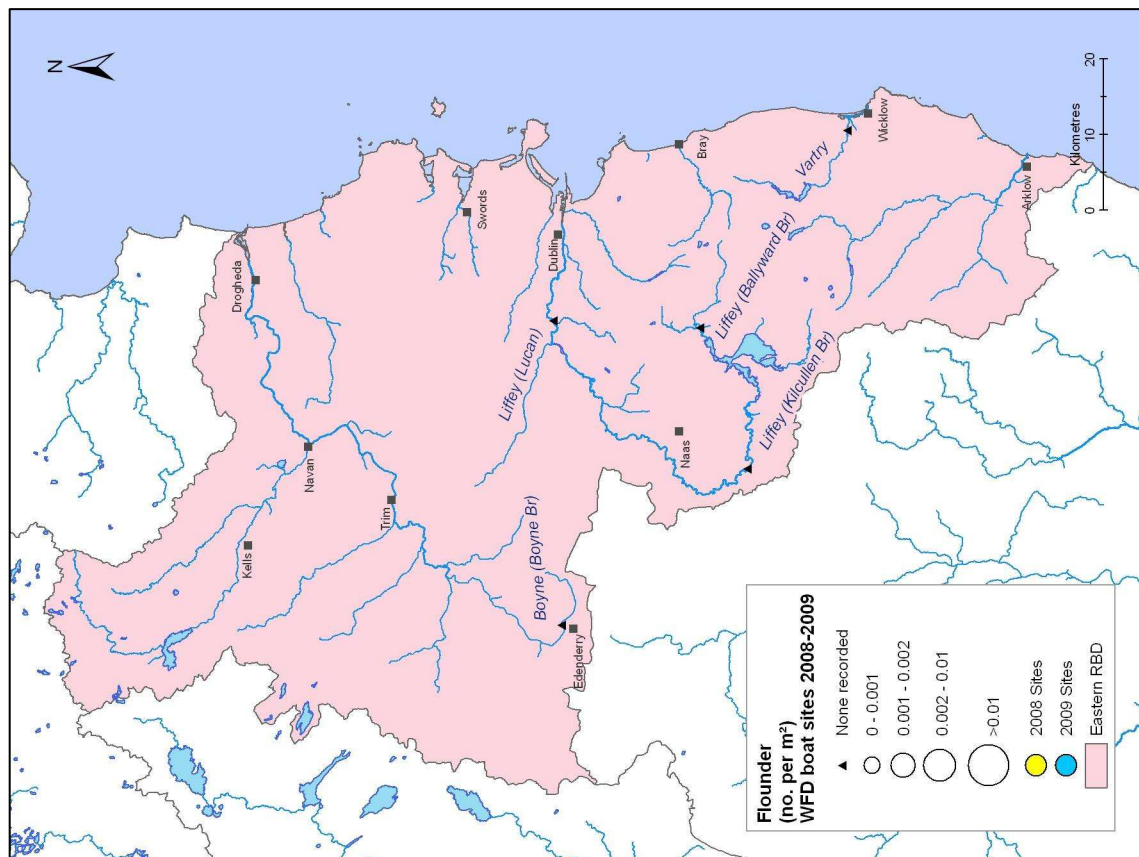 N
Drogheda
Kells
Navan
Trim
Swords
Dublin
Liffey (Lucan)
Boyne (Boyne Br)
Edenderry
Naas
Bray
Liffey (Ballyward Br)
Liffey (Kilcullen Br)
Vartry
Wicklow
Arklow
0 10 20
Kilometres
Flounder
(no. per m²)
WFD boat sites 2008-2009
None recorded
0 - 0.001
0.001 - 0.002
0.002 - 0.01
>0.01
2008 Sites
2009 Sites
Eastern RBD